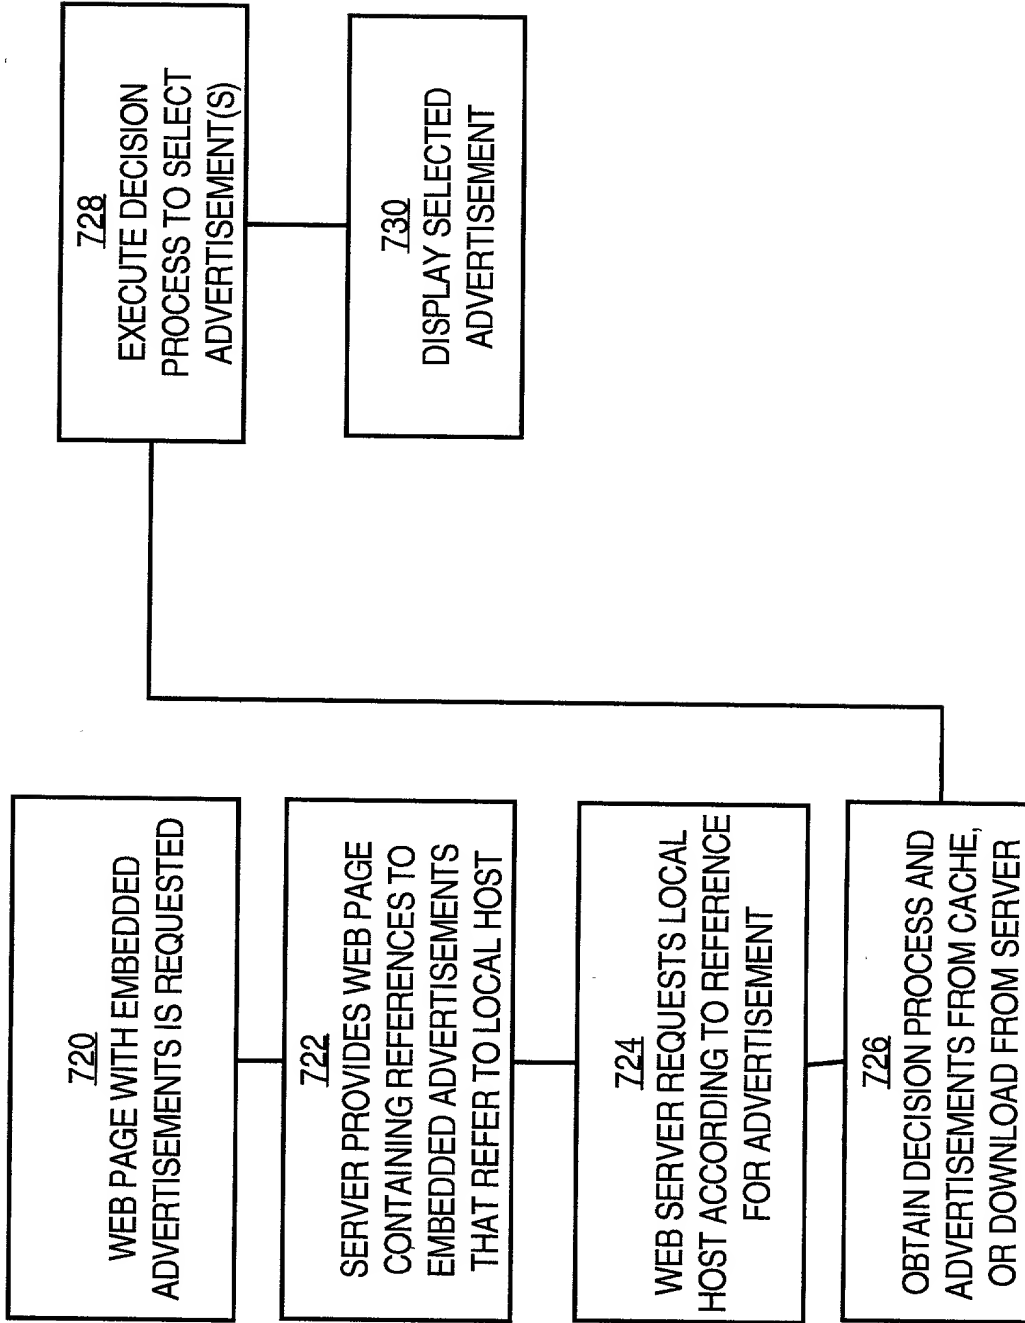 720
WEB PAGE WITH EMBEDDED
ADVERTISEMENTS IS REQUESTED
722
SERVER PROVIDES WEB PAGE
CONTAINING REFERENCES TO
EMBEDDED ADVERTISEMENTS
THAT REFER TO LOCAL HOST
724
WEB SERVER REQUESTS LOCAL
HOST ACCORDING TO REFERENCE
FOR ADVERTISEMENT
726
OBTAIN DECISION PROCESS AND
ADVERTISEMENTS FROM CACHE,
OR DOWNLOAD FROM SERVER
728
EXECUTE DECISION
PROCESS TO SELECT
ADVERTISEMENT(S)
730
DISPLAY SELECTED
ADVERTISEMENT